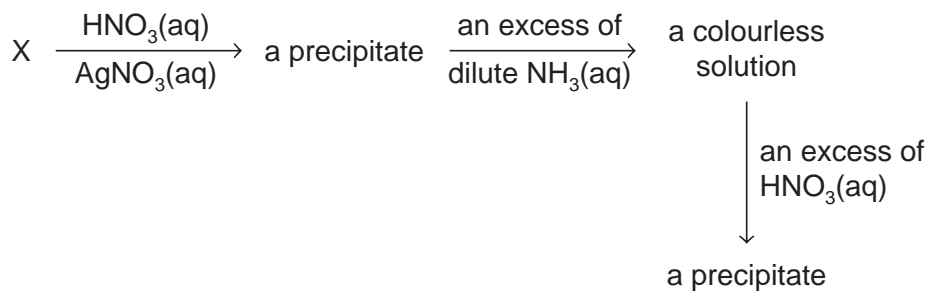 X
HNO₃(aq)
AgNO₃(aq)
a precipitate
an excess of
dilute NH₃(aq)
a colourless
solution
an excess of
HNO₃(aq)
a precipitate